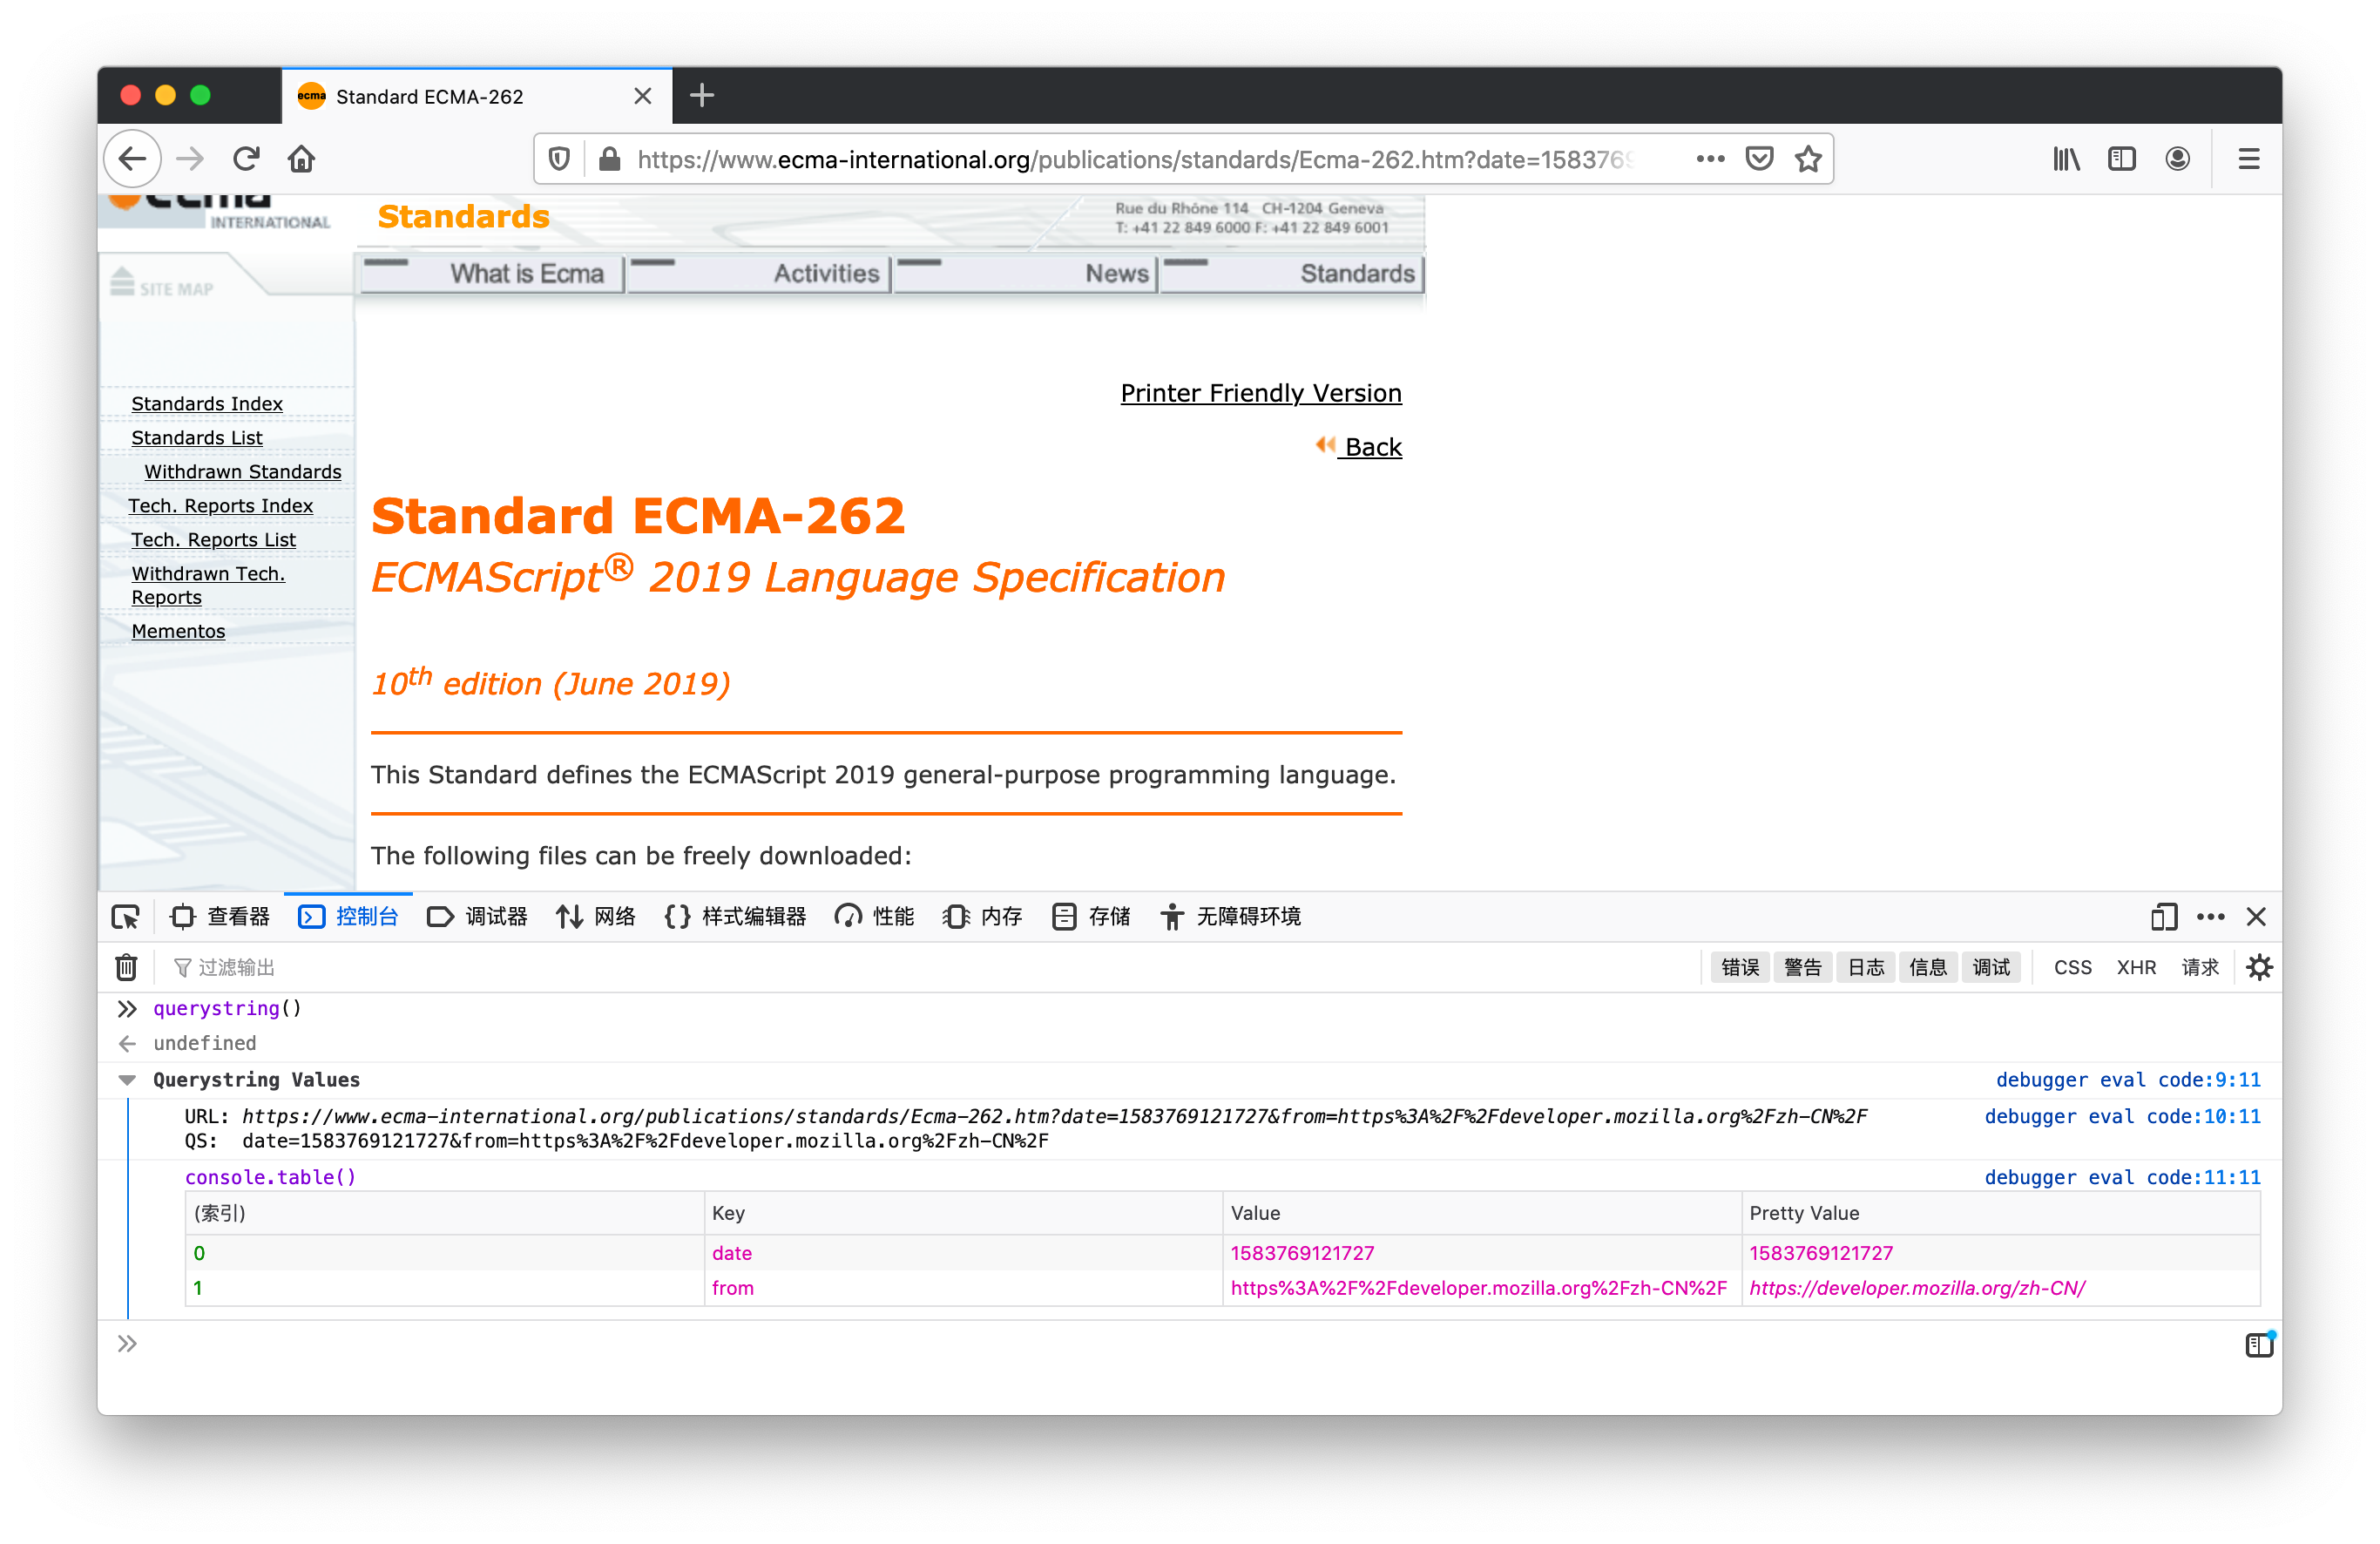 ecma Standard ECMA-262
https://www.ecma-international.org/publications/standards/Ecma-262.htm?date=1583769
ecma
INTERNATIONAL
Standards
Rue du Rhône 114 CH-1204 Geneva
T: +41 22 849 6000 F: +41 22 849 6001
SITE MAP
What is Ecma
Activities
News
Standards
Standards Index
Standards List
Withdrawn Standards
Tech. Reports Index
Tech. Reports List
Withdrawn Tech.
Reports
Mementos
Printer Friendly Version
Back
Standard ECMA-262
ECMAScript® 2019 Language Specification
10th edition (June 2019)
This Standard defines the ECMAScript 2019 general-purpose programming language.
The following files can be freely downloaded:
查看器 控制台 调试器 网络 {} 样式编辑器 性能 内存 存储 无障碍环境
过滤输出 错误 警告 日志 信息 调试 CSS XHR 请求
querystring()
undefined
Querystring Values debugger eval code:9:11
URL: https://www.ecma-international.org/publications/standards/Ecma-262.htm?date=1583769121727&from=https%3A%2F%2Fdeveloper.mozilla.org%2Fzh-CN%2F debugger eval code:10:11
QS: date=1583769121727&from=https%3A%2F%2Fdeveloper.mozilla.org%2Fzh-CN%2F
console.table() debugger eval code:11:11
(索引) Key Value Pretty Value
0 date 1583769121727 1583769121727
1 from https%3A%2F%2Fdeveloper.mozilla.org%2Fzh-CN%2F https://developer.mozilla.org/zh-CN/